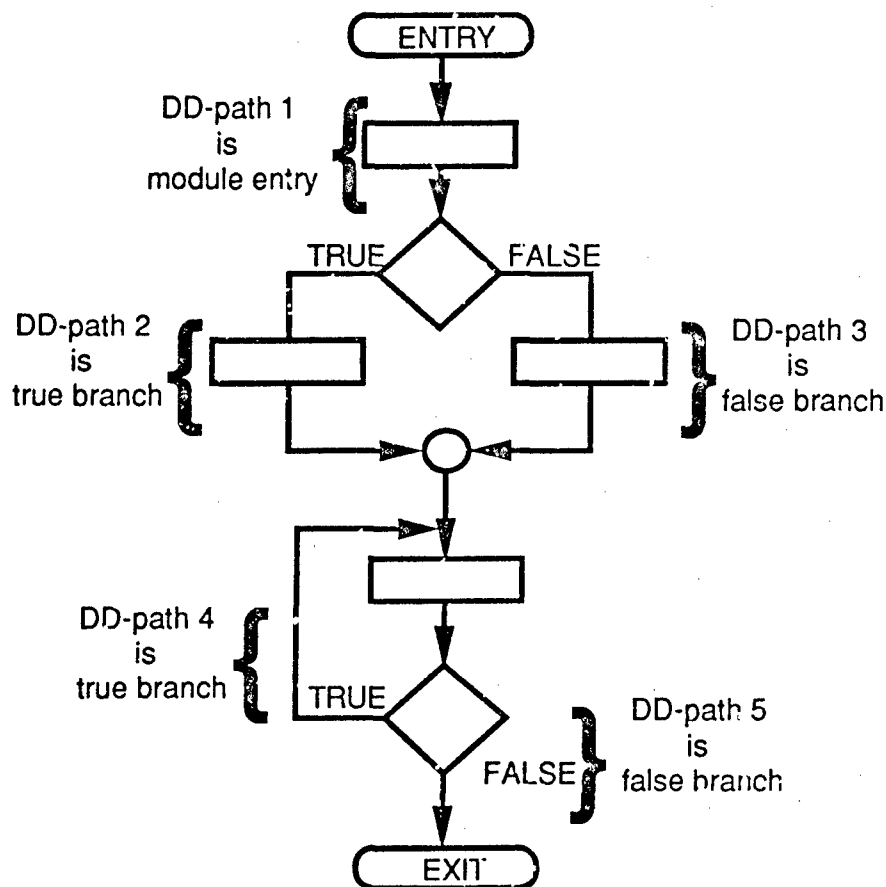 ENTRY
DD-path 1
is
module entry
TRUE
FALSE
DD-path 2
is
true branch
DD-path 3
is
false branch
DD-path 4
is
true branch
TRUE
DD-path 5
is
false branch
FALSE
EXIT